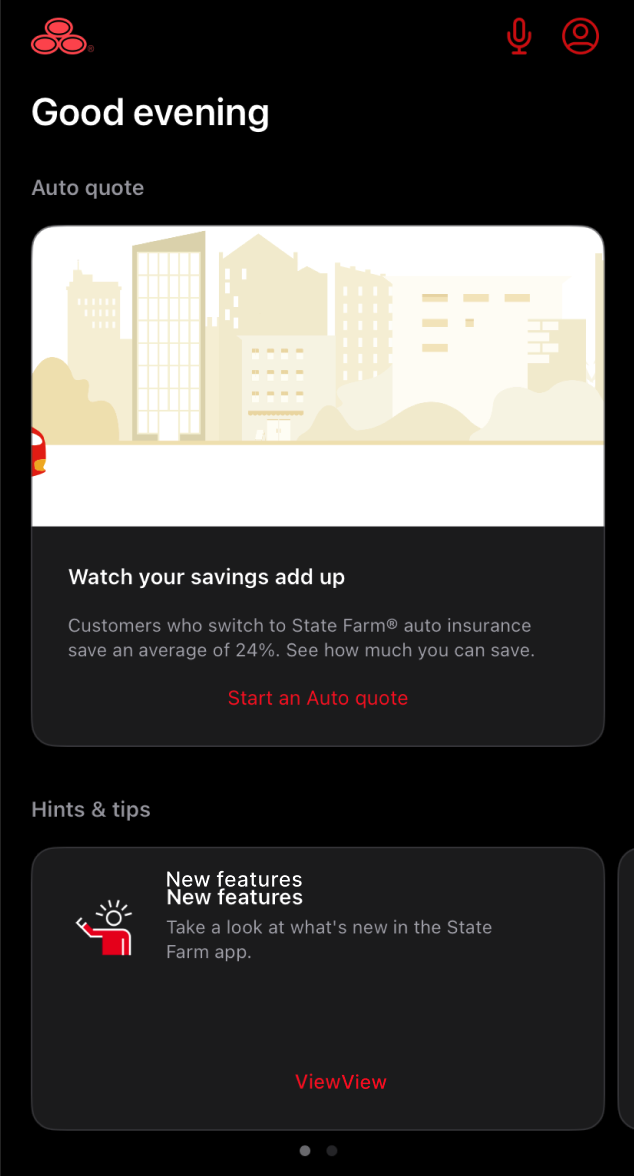 Good evening
Auto quote
Watch your savings add up
Customers who switch to State Farm® auto insurance
save an average of 24%. See how much you can save.
Start an Auto quote
Hints & tips
New features
New features
Take a look at what's new in the State
Farm app.
ViewView